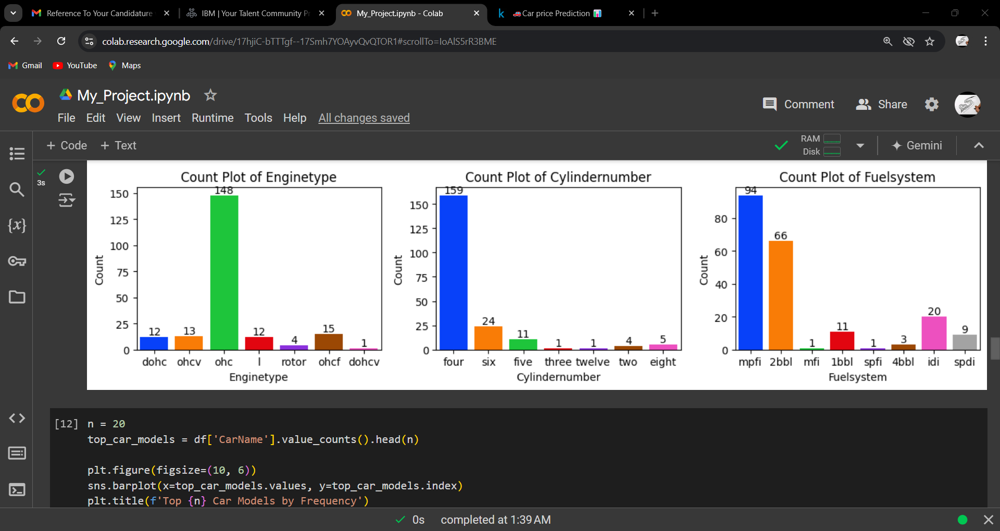 Reference To Your Candidature
IBM | Your Talent Community Pr
My_Project.ipynb - Colab
k 🚗Car price Prediction 📊
colab.research.google.com/drive/17hjiC-bTTTgf--17Smh7YOAyvQvQTOR1#scrollTo=IoAlS5rR3BME
Gmail YouTube Maps
My_Project.ipynb
File Edit View Insert Runtime Tools Help All changes saved
Comment Share
+ Code + Text
RAM
Disk
Gemini
3s
{x}
Count Plot of Enginetype
150
125
100
75
50
25
0
Count
12 13 148 12 4 15 1
dohc ohcv ohc l rotor ohcf dohcv
Enginetype
Count Plot of Cylindernumber
150
125
100
75
50
25
0
Count
159 24 11 1 1 4 5
four six five three twelve two eight
Cylindernumber
Count Plot of Fuelsystem
80
60
40
20
0
Count
94 66 1 11 1 3 20 9
mpfi 2bbl mfi 1bbl spfi 4bbl idi spdi
Fuelsystem
[12] n = 20
top_car_models = df['CarName'].value_counts().head(n)
plt.figure(figsize=(10, 6))
sns.barplot(x=top_car_models.values, y=top_car_models.index)
plt.title(f'Top {n} Car Models by Frequency')
0s completed at 1:39 AM